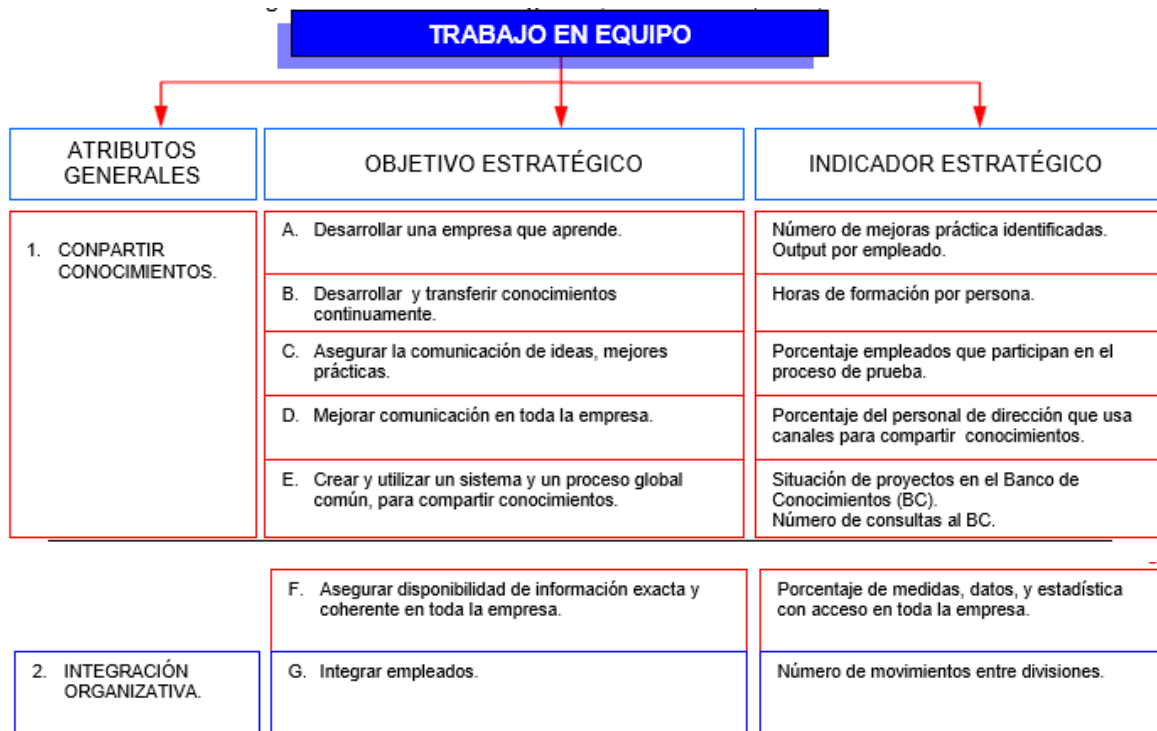 TRABAJO EN EQUIPO
ATRIBUTOS
GENERALES
OBJETIVO ESTRATÉGICO
INDICADOR ESTRATÉGICO
1. CONPARTIR
CONOCIMIENTOS.
A. Desarrollar una empresa que aprende.
Número de mejoras práctica identificadas.
Output por empleado.
B. Desarrollar y transferir conocimientos
continuamente.
Horas de formación por persona.
C. Asegurar la comunicación de ideas, mejores
prácticas.
Porcentaje empleados que participan en el
proceso de prueba.
D. Mejorar comunicación en toda la empresa.
Porcentaje del personal de dirección que usa
canales para compartir conocimientos.
E. Crear y utilizar un sistema y un proceso global
común, para compartir conocimientos.
Situación de proyectos en el Banco de
Conocimientos (BC).
Número de consultas al BC.
F. Asegurar disponibilidad de información exacta y
coherente en toda la empresa.
Porcentaje de medidas, datos, y estadística
con acceso en toda la empresa.
2. INTEGRACIÓN
ORGANIZATIVA.
G. Integrar empleados.
Número de movimientos entre divisiones.